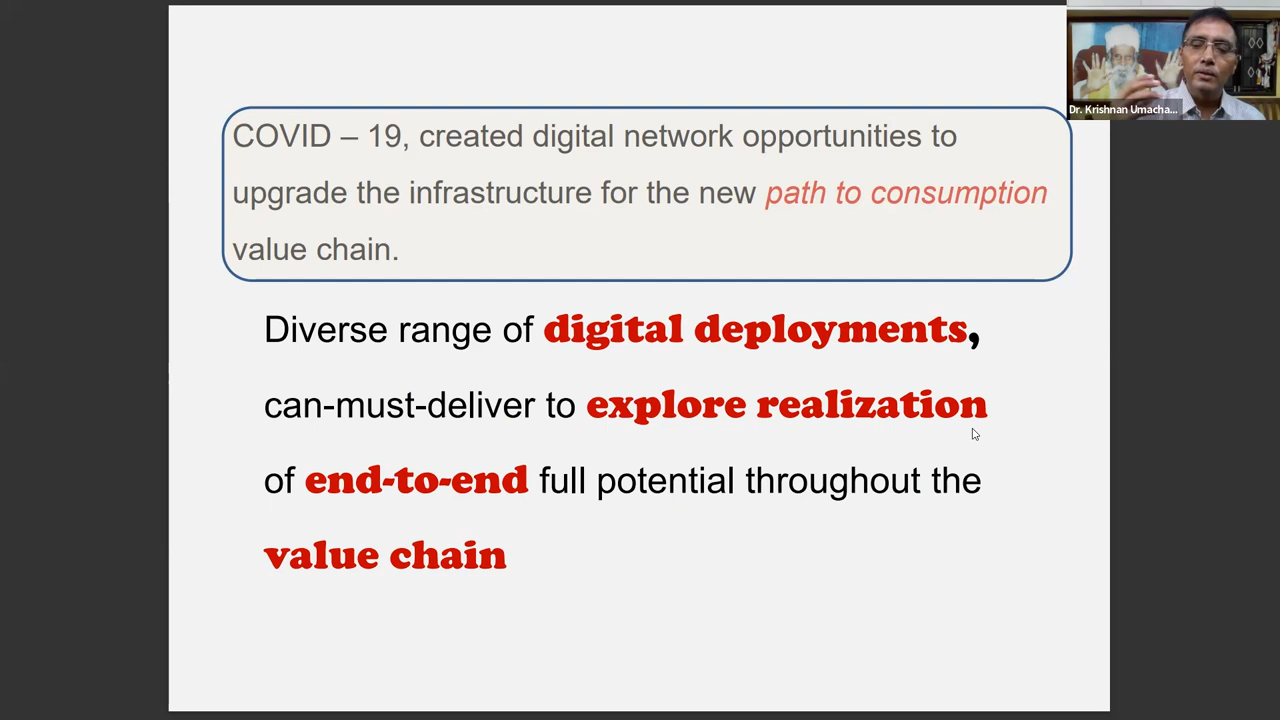 COVID – 19, created digital network opportunities to
upgrade the infrastructure for the new path to consumption
value chain.
Diverse range of digital deployments,
can-must-deliver to explore realization
of end-to-end full potential throughout the
value chain
Dr. Krishnan Umacha...